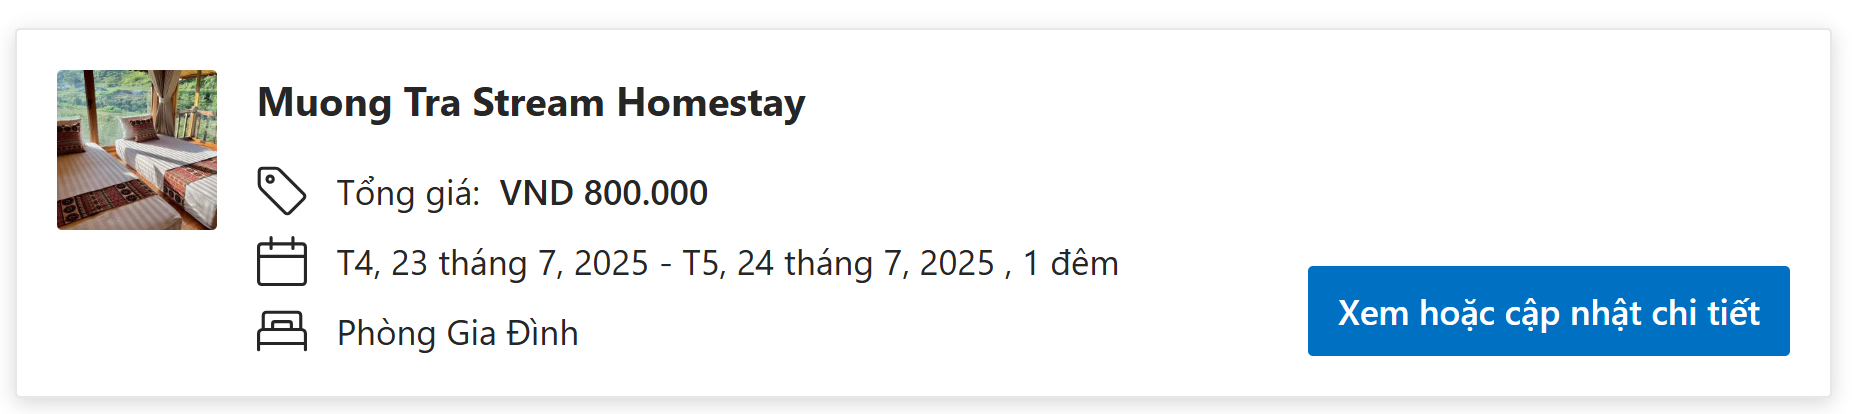 Muong Tra Stream Homestay
Tổng giá: VND 800.000
T4, 23 tháng 7, 2025 - T5, 24 tháng 7, 2025 , 1 đêm
Phòng Gia Đình
Xem hoặc cập nhật chi tiết